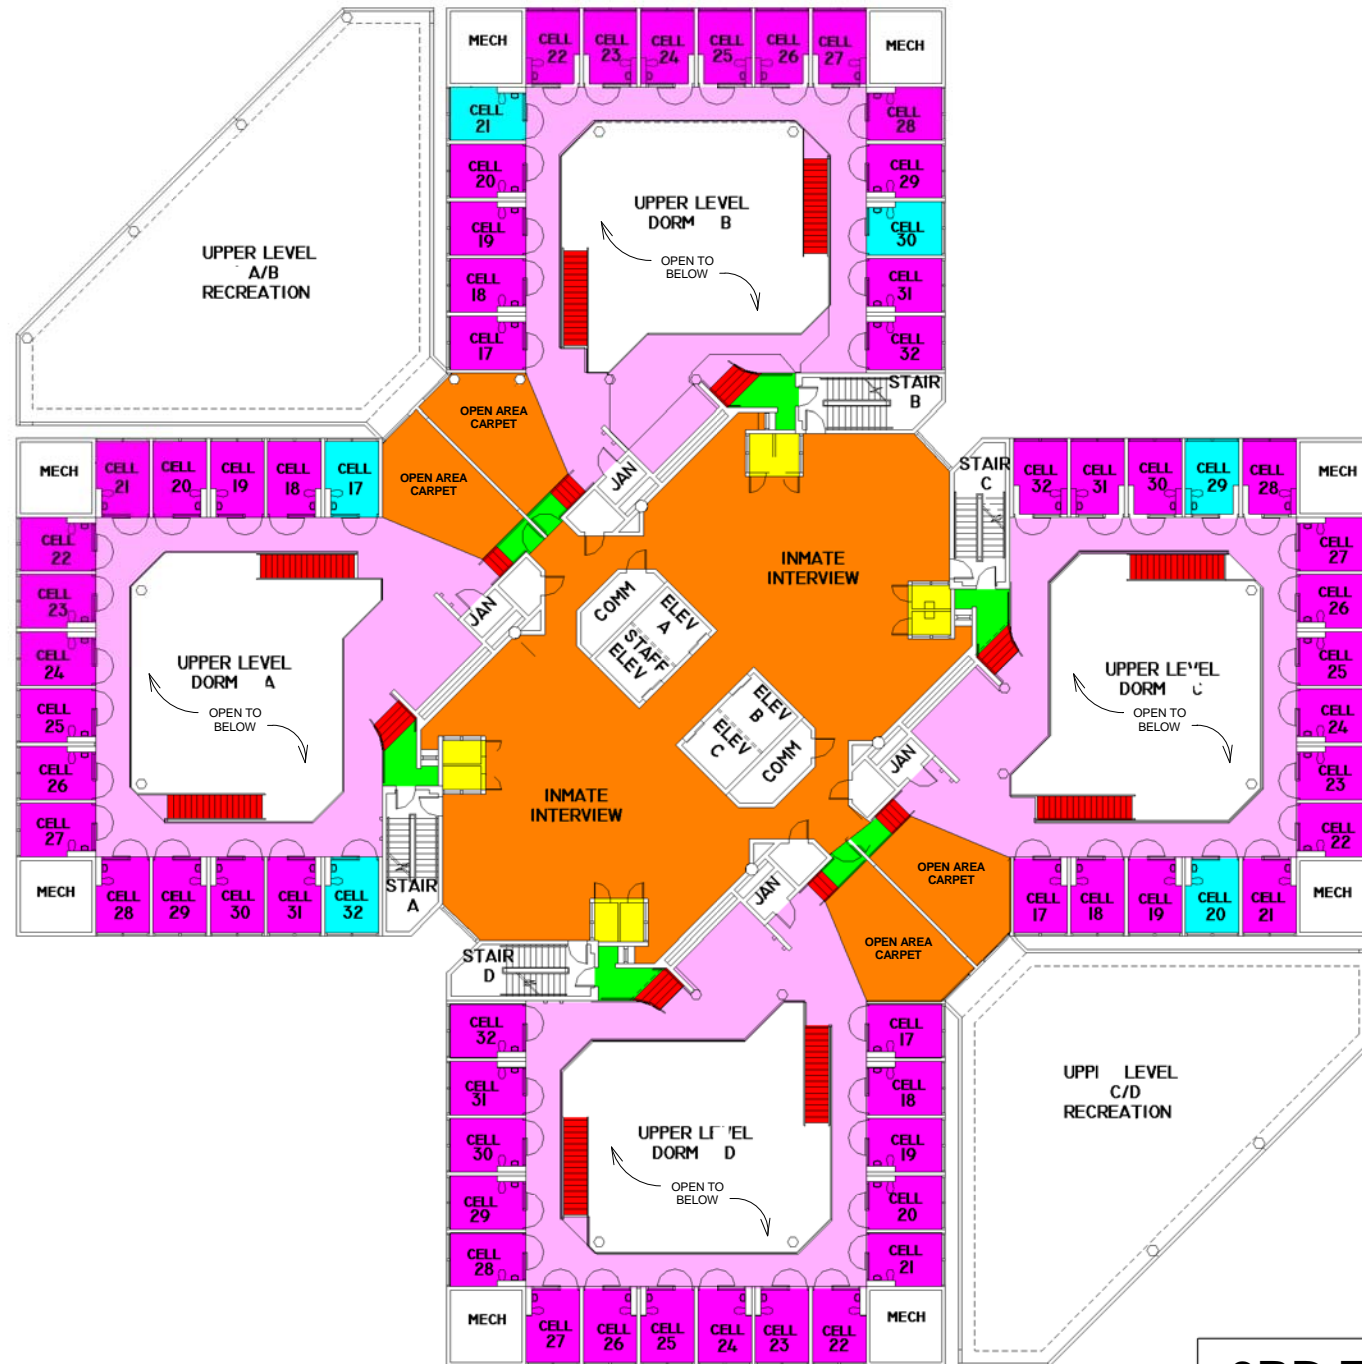 MECH
CELL
22
CELL
23
CELL
24
CELL
25
CELL
26
CELL
27
MECH
CELL
21
CELL
20
CELL
19
CELL
18
CELL
17
CELL
28
CELL
29
CELL
30
CELL
31
CELL
32
UPPER LEVEL
DORM B
OPEN TO
BELOW
UPPER LEVEL
A/B
RECREATION
STAIR
B
OPEN AREA
CARPET
OPEN AREA
CARPET
JAN
MECH
CELL
21
CELL
20
CELL
19
CELL
18
CELL
17
CELL
22
CELL
23
CELL
24
CELL
25
CELL
26
CELL
27
MECH
CELL
28
CELL
29
CELL
30
CELL
31
CELL
32
UPPER LEVEL
DORM A
OPEN TO
BELOW
JAN
STAIR
A
INMATE
INTERVIEW
COMM
ELEV
A
STAFF
ELEV
ELEV
B
ELEV
C
COMM
INMATE
INTERVIEW
STAIR
C
CELL
32
CELL
31
CELL
30
CELL
29
CELL
28
MECH
CELL
27
CELL
26
CELL
25
CELL
24
CELL
23
CELL
22
UPPER LEVEL
DORM C
OPEN TO
BELOW
JAN
CELL
17
CELL
18
CELL
19
CELL
20
CELL
21
MECH
OPEN AREA
CARPET
OPEN AREA
CARPET
JAN
STAIR
D
CELL
32
CELL
31
CELL
30
CELL
29
CELL
28
UPPER LEVEL
DORM D
OPEN TO
BELOW
CELL
17
CELL
18
CELL
19
CELL
20
CELL
21
MECH
CELL
27
CELL
26
CELL
25
CELL
24
CELL
23
CELL
22
MECH
LEVEL
C/D
RECREATION